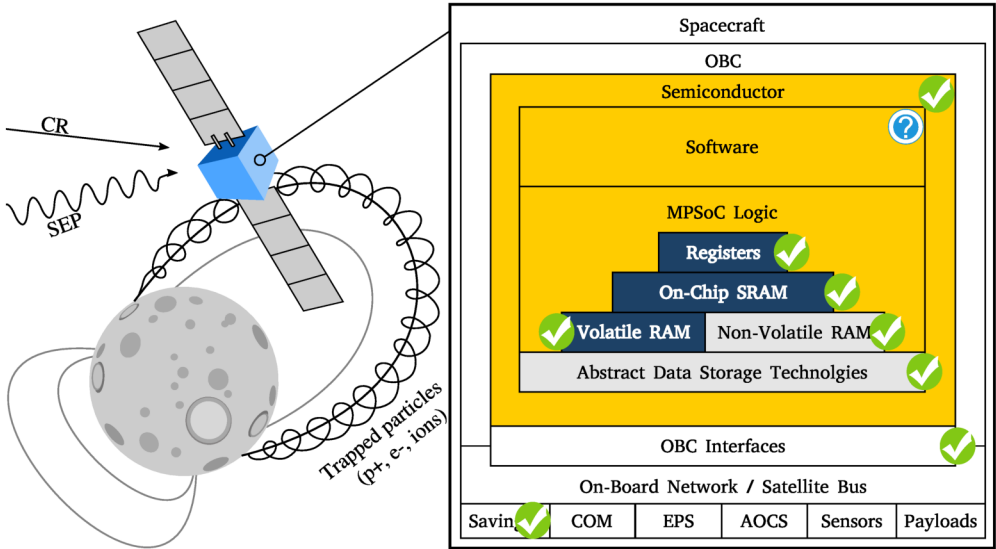 CR
SEP
Trapped particles
(p+, e-, ions)
Spacecraft
OBC
Semiconductor
?
Software
MPSoC Logic
Registers
On-Chip SRAM
Volatile RAM
Non-Volatile RAM
Abstract Data Storage Technolgies
OBC Interfaces
On-Board Network / Satellite Bus
COM
EPS
AOCS
Sensors
Payloads